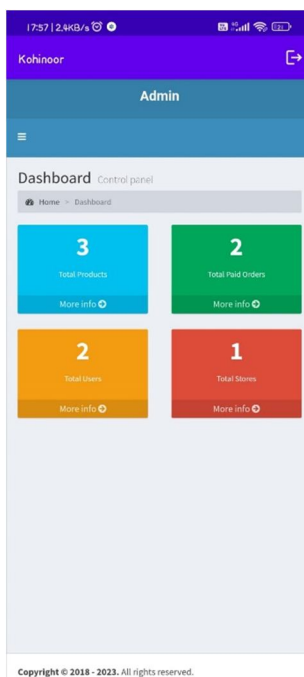 17:57 | 2.4KB/s
Kohinoor
Admin
Dashboard Control panel
Home > Dashboard
3
Total Products
More info
2
Total Paid Orders
More info
2
Total Users
More info
1
Total Stores
More info
Copyright © 2018 - 2023. All rights reserved.